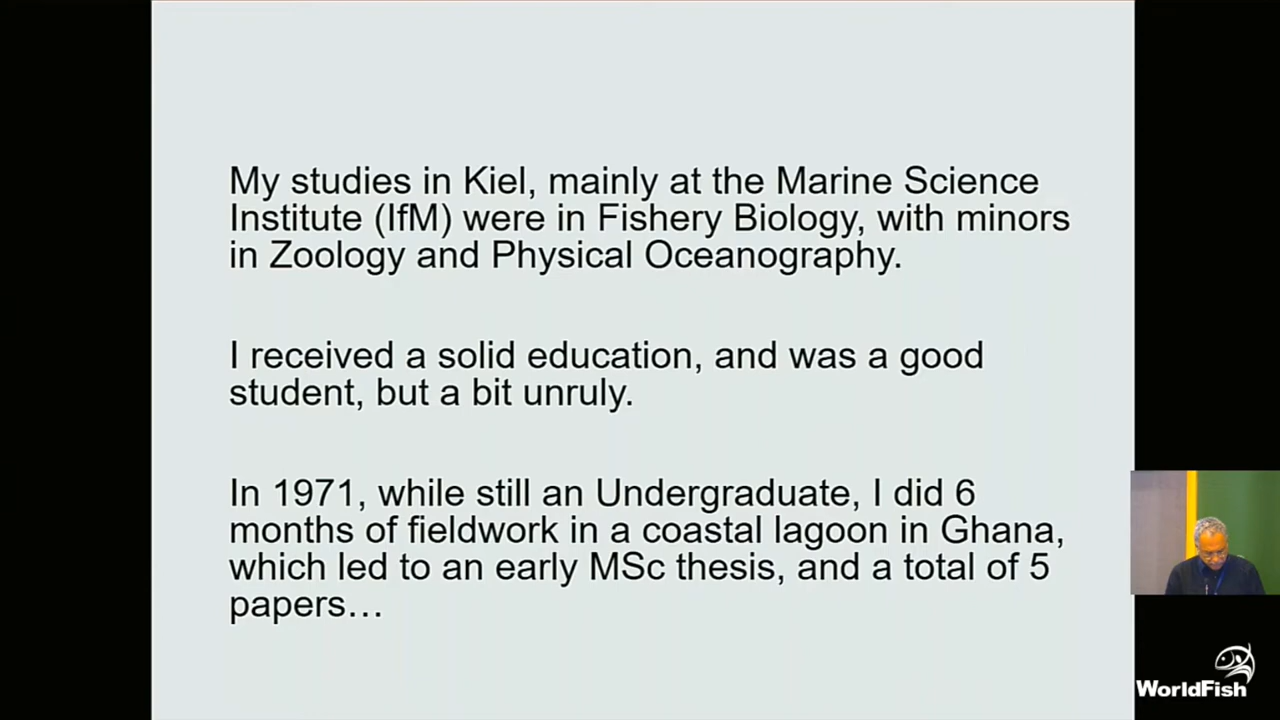 My studies in Kiel, mainly at the Marine Science
Institute (IfM) were in Fishery Biology, with minors
in Zoology and Physical Oceanography.
I received a solid education, and was a good
student, but a bit unruly.
In 1971, while still an Undergraduate, I did 6
months of fieldwork in a coastal lagoon in Ghana,
which led to an early MSc thesis, and a total of 5
papers…
WorldFish